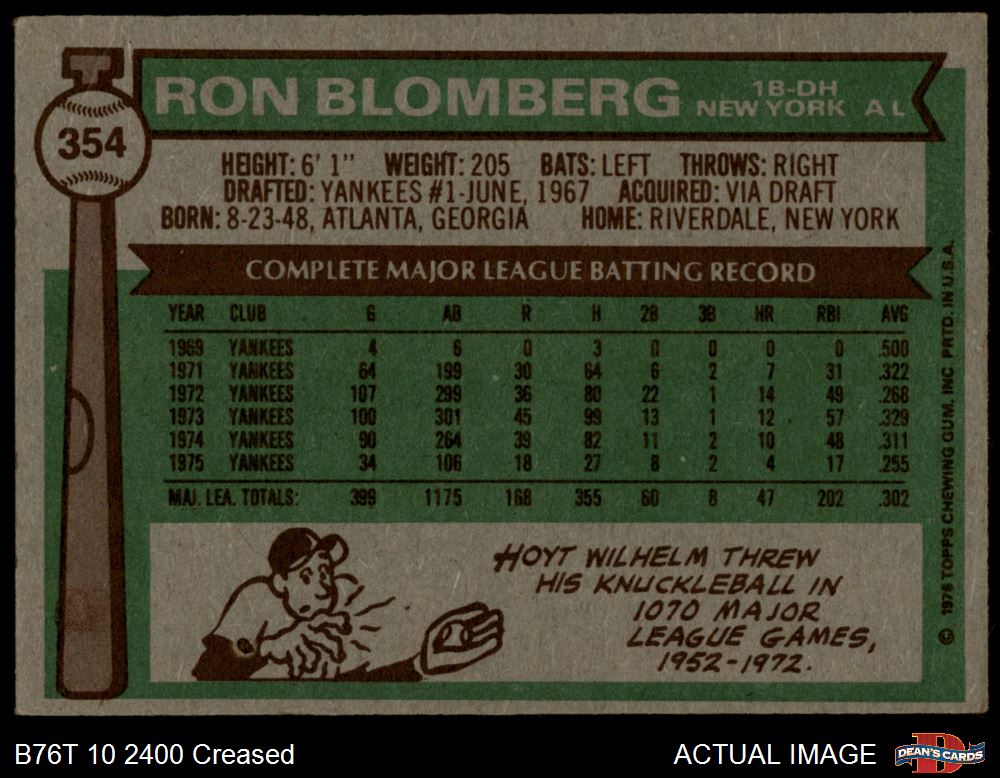 354
RON BLOMBERG 1B-DH
NEW YORK A L
HEIGHT: 6' 1" WEIGHT: 205 BATS: LEFT THROWS: RIGHT
DRAFTED: YANKEES #1-JUNE, 1967 ACQUIRED: VIA DRAFT
BORN: 8-23-48, ATLANTA, GEORGIA HOME: RIVERDALE, NEW YORK
COMPLETE MAJOR LEAGUE BATTING RECORD
YEAR CLUB G AB R H 2B 3B HR RBI AVG
1969 YANKEES 4 6 0 3 0 0 0 0 .500
1971 YANKEES 64 199 30 64 6 2 7 31 .322
1972 YANKEES 107 299 36 80 22 1 14 49 .268
1973 YANKEES 100 301 45 99 13 1 12 57 .329
1974 YANKEES 90 264 39 82 11 2 10 48 .311
1975 YANKEES 34 106 18 27 8 2 4 17 .255
MAJ. LEA. TOTALS: 399 1175 168 355 60 8 47 202 .302
HOYT WILHELM THREW
HIS KNUCKLEBALL IN
1070 MAJOR
LEAGUE GAMES,
1952-1972.
© 1976 TOPPS CHEWING GUM, INC PRTD. IN U.S.A.
B76T 10 2400 Creased
ACTUAL IMAGE
DEAN'S CARDS